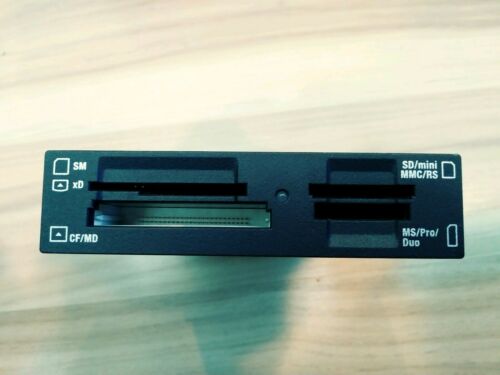 SM
xD
CF/MD
SD/mini
MMC/RS
MS/Pro/
Duo